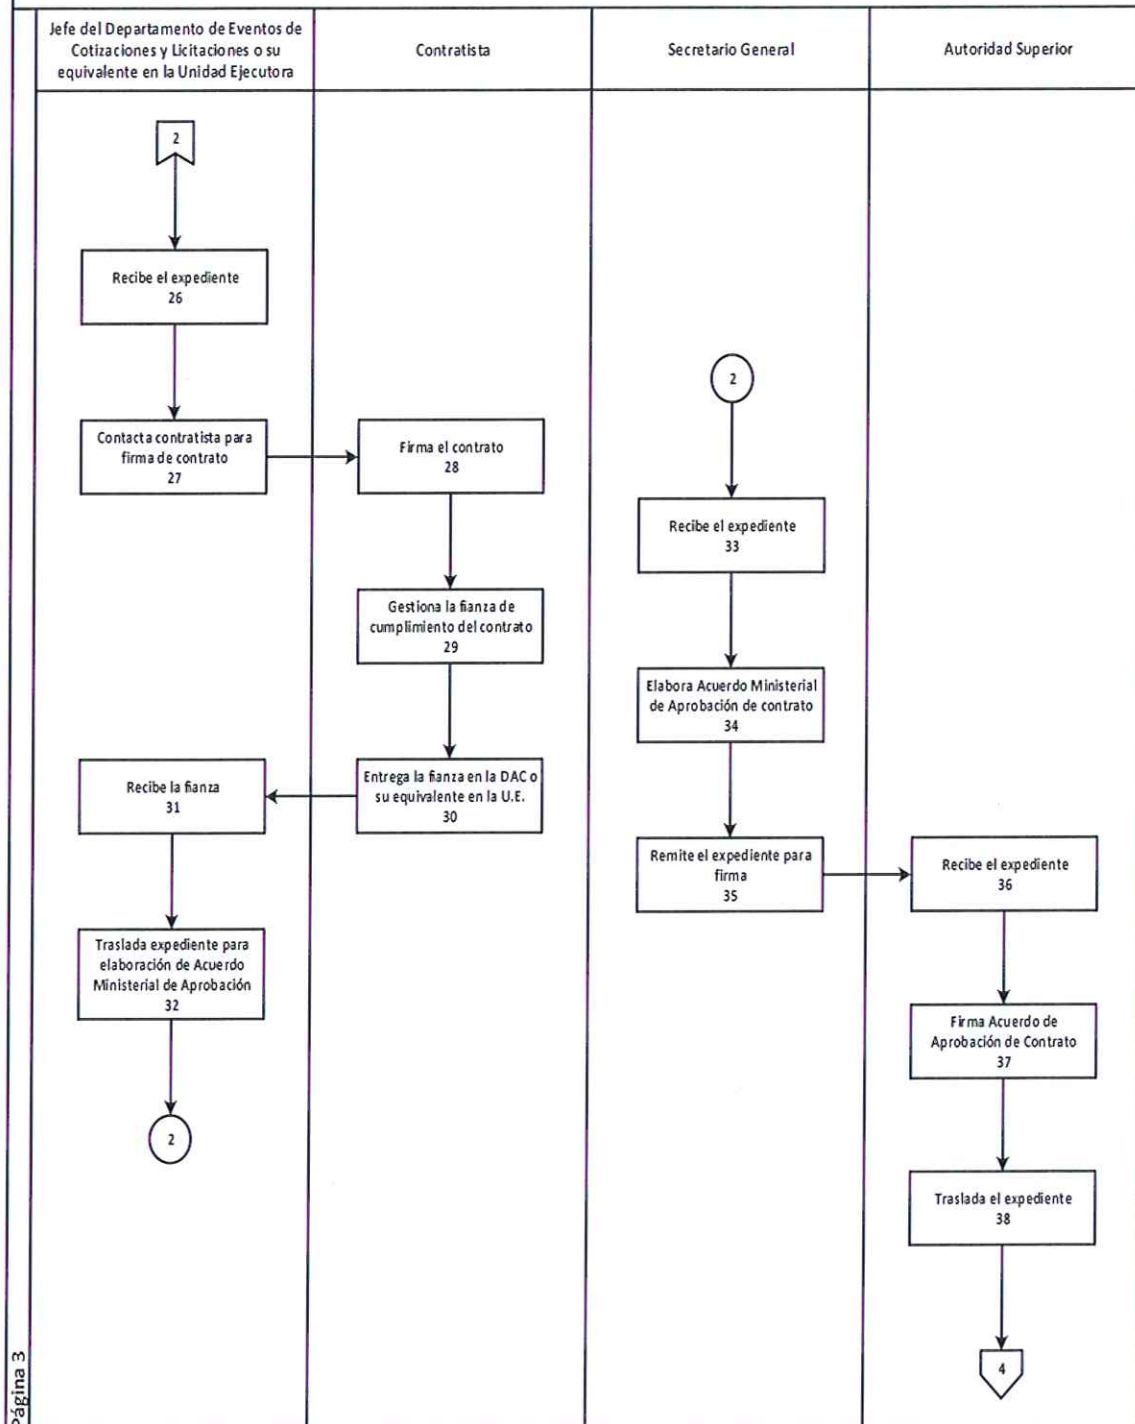 Jefe del Departamento de Eventos de
Cotizaciones y Licitaciones o su
equivalente en la Unidad Ejecutora
Contratista
Secretario General
Autoridad Superior
2
Recibe el expediente
26
Contacta contratista para
firma de contrato
27
Firma el contrato
28
Gestiona la fianza de
cumplimiento del contrato
29
Entrega la fianza en la DAC o
su equivalente en la U.E.
30
Recibe la fianza
31
Traslada expediente para
elaboración de Acuerdo
Ministerial de Aprobación
32
2
2
Recibe el expediente
33
Elabora Acuerdo Ministerial
de Aprobación de contrato
34
Remite el expediente para
firma
35
Recibe el expediente
36
Firma Acuerdo de
Aprobación de Contrato
37
Traslada el expediente
38
4
Página 3